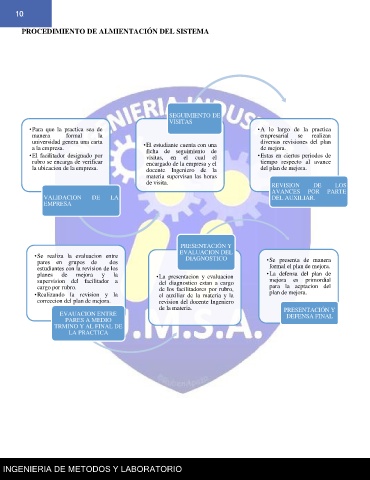 10
PROCEDIMIENTO DE ALMIENTACIÓN DEL SISTEMA
•Para que la practica sea de
manera formal la
universidad genera una carta
a la empresa.
•El facilitador designado por
rubro se encarga de verificar
la ubicacion de la empresa.
VALIDACION DE LA
EMPRESA
SEGUIMIENTO DE
VISITAS
•El estudiante cuenta con una
ficha de seguimiento de
visitas, en el cual el
encargado de la empresa y el
docente Ingeniero de la
materia supervisan las horas
de visita.
•A lo largo de la practica
empresarial se realizan
diversas revisiones del plan
de mejora.
•Estas en ciertos periodos de
tiempo respecto al avance
del plan de mejora.
REVISION DE LOS
AVANCES POR PARTE
DEL AUXILIAR.
•Se realiza la evaluacion entre
pares en grupos de dos
estudiantes con la revision de los
planes de mejora y la
supervision del facilitador a
cargo por rubro.
•Realizando la revision y la
correccion del plan de mejora.
EVAUACION ENTRE
PARES A MEDIO
TRMINO Y AL FINAL DE
LA PRACTICA
PRESENTACIÓN Y
EVALUACION DEL
DIAGNOSTICO
•La presentacion y evaluacion
del diagnostico estan a cargo
de los facilitadores por rubro,
el auxiliar de la materia y la
revision del docente Ingeniero
de la materia.
•Se presenta de manera
formal el plan de mejora.
•La defensa del plan de
mejora es primordial
para la aceptacion del
plan de mejora.
PRESENTACIÓN Y
DEFENSA FINAL
U.M.S.A.
INGENIERIA DE METODOS Y LABORATORIO